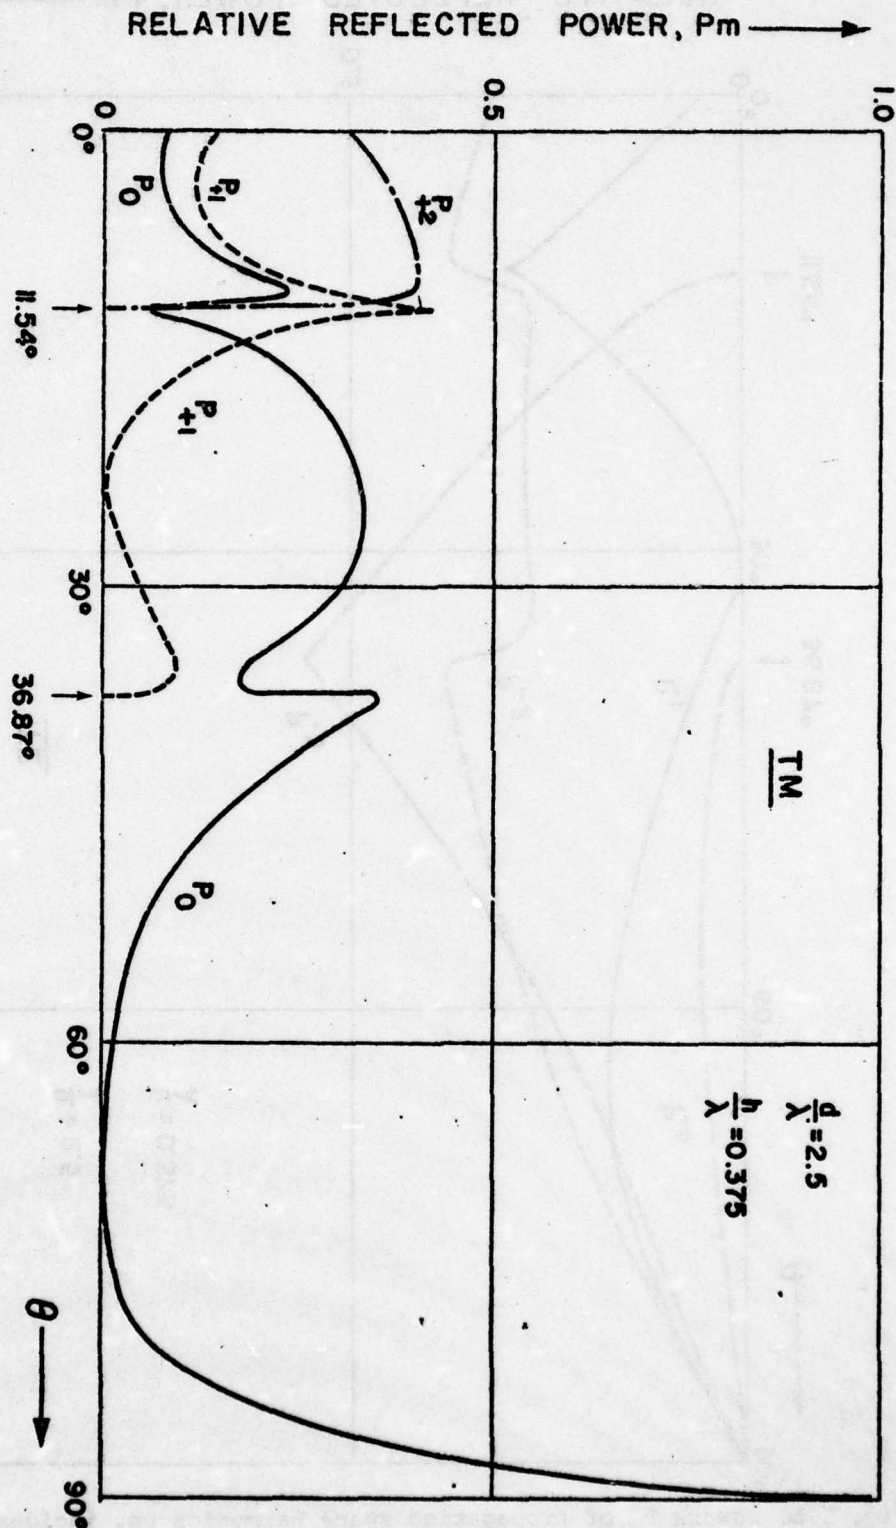 RELATIVE REFLECTED POWER, Pm
0
0.5
1.0
0°
11.54°
30°
36.87°
60°
90°
θ
P0
P+1
P+2
P+1
P0
TM
d/λ = 2.5
h/λ = 0.375